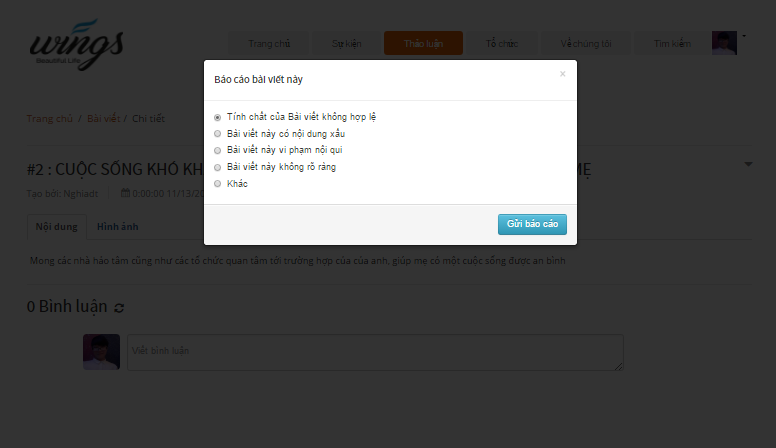 wings
Beautiful Life
Trang chủ
Sự kiện
Thảo luận
Tổ chức
Về chúng tôi
Tìm kiếm
Báo cáo bài viết này
×
Tính chất của Bài viết không hợp lệ
Bài viết này có nội dung xấu
Bài viết này vi phạm nội qui
Bài viết này không rõ ràng
Khác
Gửi báo cáo
Trang chủ / Bài viết / Chi tiết
#2 : CUỘC SỐNG KHÓ KH
MẸ
Tạo bởi: Nghiadt
0:00:00 11/13/20
Nội dung
Hình ảnh
Mong các nhà hảo tâm cũng như các tổ chức quan tâm tới trường hợp của của anh, giúp mẹ có một cuộc sống được an bình
0 Bình luận
Viết bình luận